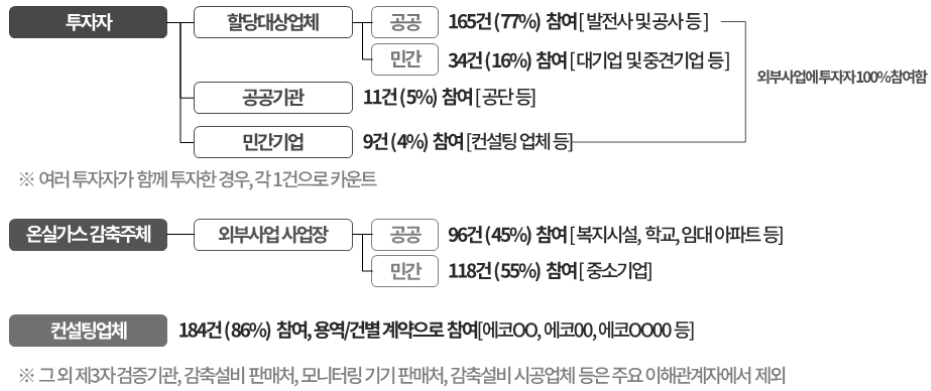 투자자
할당대상업체
공공
165건 (77%) 참여 [ 발전사 및 공사 등 ]
민간
34건 (16%) 참여 [ 대기업 및 중견기업 등 ]
외부사업에 투자자 100% 참여함
공공기관
11건 (5%) 참여 [ 공단 등]
민간기업
9건 (4%) 참여 [컨설팅 업체 등]
※ 여러 투자자가 함께 투자한 경우, 각 1건으로 카운트
온실가스 감축주체
외부사업 사업장
공공
96건 (45%) 참여 [ 복지시설, 학교, 임대 아파트 등]
민간
118건 (55%) 참여 [ 중소기업]
컨설팅업체
184건 (86%) 참여, 용역/건별 계약으로 참여[에코OO, 에코00, 에코OO00 등]
※ 그 외 제3자 검증기관, 감축설비 판매처, 모니터링 기기 판매처, 감축설비 시공업체 등은 주요 이해관계자에서 제외